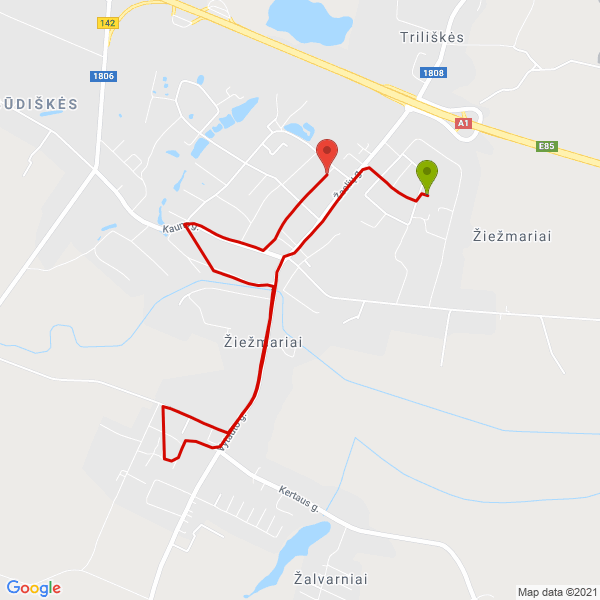 142
Triliškės
1806
1808
ŪDIŠKĖS
A1
E85
Žaslių g.
Kauno g.
Žiežmariai
Žiežmariai
Vytauto g.
Kertaus g.
Žalvarniai
Google
Map data ©2021